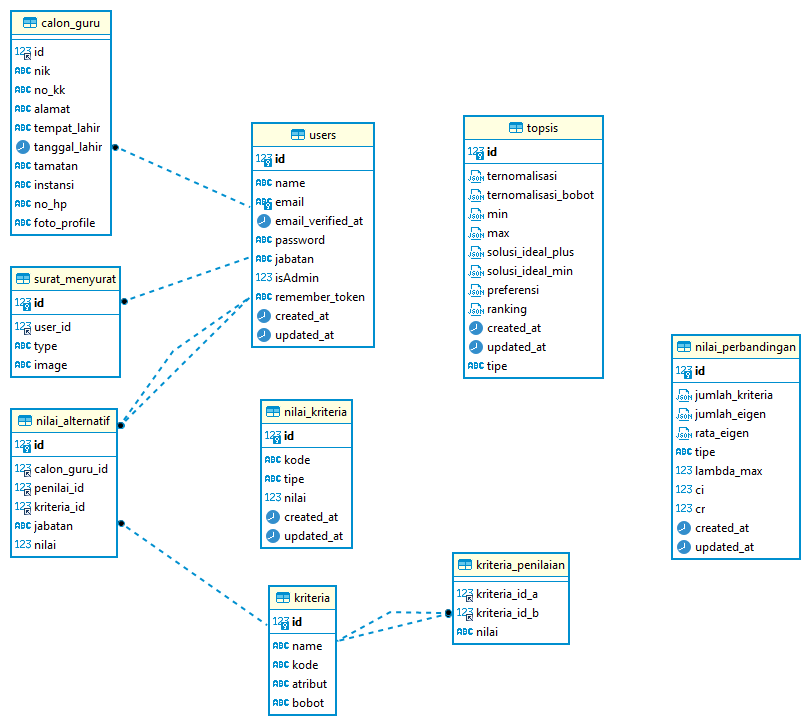 calon_guru
123 id
ABC nik
ABC no_kk
ABC alamat
ABC tempat_lahir
tanggal_lahir
ABC tamatan
ABC instansi
ABC no_hp
ABC foto_profile
surat_menyurat
123 id
123 user_id
ABC type
ABC image
nilai_alternatif
123 id
123 calon_guru_id
123 penilai_id
123 kriteria_id
ABC jabatan
123 nilai
users
123 id
ABC name
ABC email
email_verified_at
ABC password
ABC jabatan
123 isAdmin
ABC remember_token
created_at
updated_at
nilai_kriteria
123 id
ABC kode
ABC tipe
123 nilai
created_at
updated_at
kriteria
123 id
ABC name
ABC kode
ABC atribut
ABC bobot
topsis
123 id
JSON ternomalisasi
JSON ternomalisasi_bobot
JSON min
JSON max
JSON solusi_ideal_plus
JSON solusi_ideal_min
JSON preferensi
JSON ranking
created_at
updated_at
ABC tipe
kriteria_penilaian
123 kriteria_id_a
123 kriteria_id_b
ABC nilai
nilai_perbandingan
123 id
JSON jumlah_kriteria
JSON jumlah_eigen
JSON rata_eigen
ABC tipe
123 lambda_max
123 ci
123 cr
created_at
updated_at